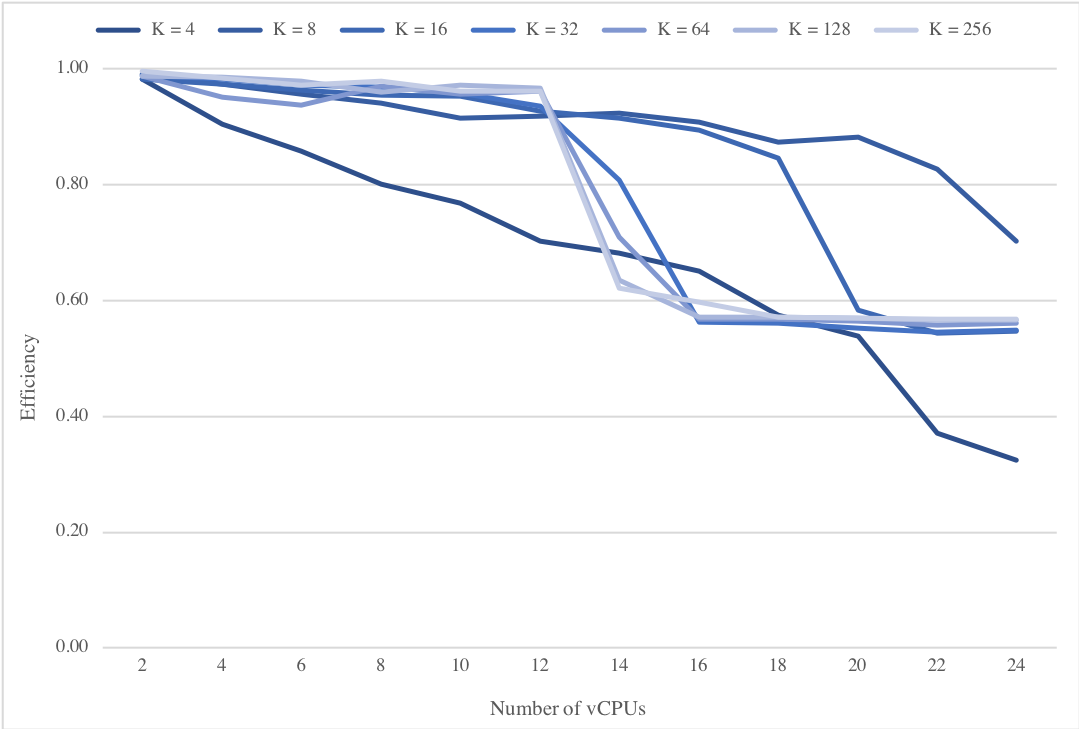 K = 4 K = 8 K = 16 K = 32 K = 64 K = 128 K = 256
1.00
0.80
0.60
0.40
0.20
0.00
Efficiency
2 4 6 8 10 12 14 16 18 20 22 24
Number of vCPUs